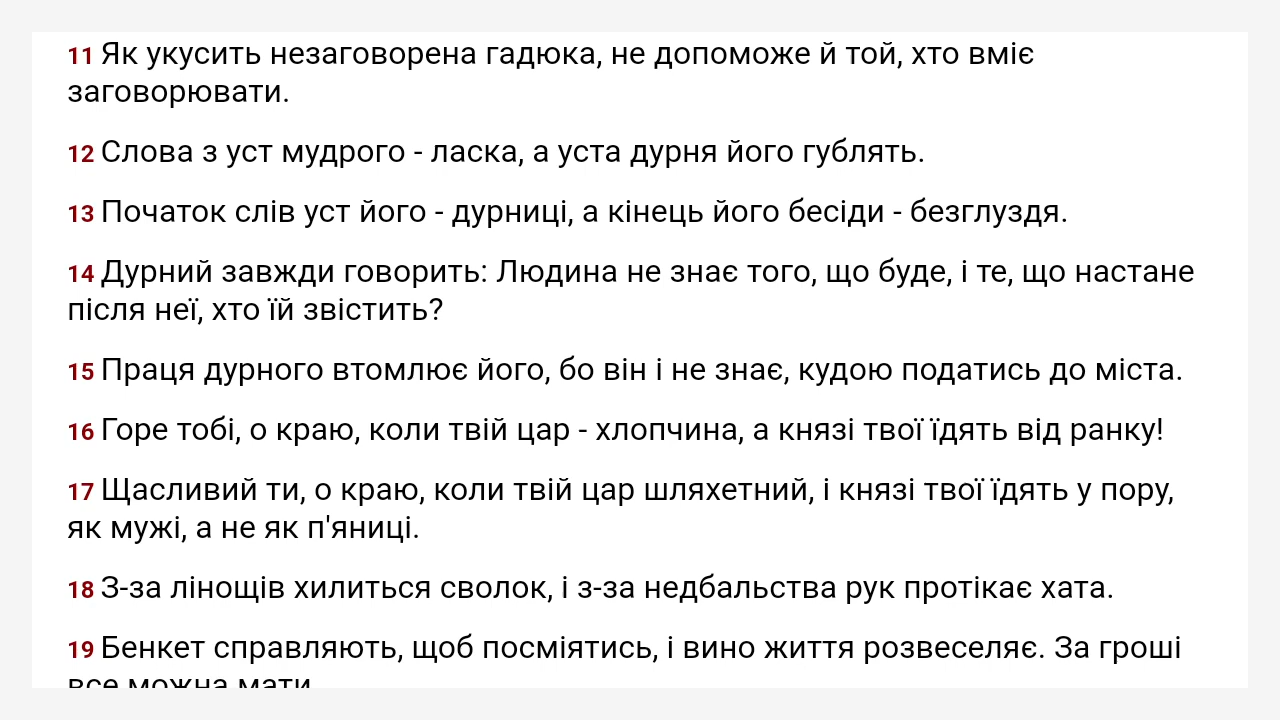 11 Як укусить незаговорена гадюка, не допоможе й той, хто вміє
заговорювати.
12 Слова з уст мудрого - ласка, а уста дурня його гублять.
13 Початок слів уст його - дурниці, а кінець його бесіди - безглуздя.
14 Дурний завжди говорить: Людина не знає того, що буде, і те, що настане
після неї, хто їй звістить?
15 Праця дурного втомлює його, бо він і не знає, кудою податись до міста.
16 Горе тобі, о краю, коли твій цар - хлопчина, а князі твої їдять від ранку!
17 Щасливий ти, о краю, коли твій цар шляхетний, і князі твої їдять у пору,
як мужі, а не як п'яниці.
18 З-за лінощів хилиться сволок, і з-за недбальства рук протікає хата.
19 Бенкет справляють, щоб посміятись, і вино життя розвеселяє. За гроші
все можна мати.